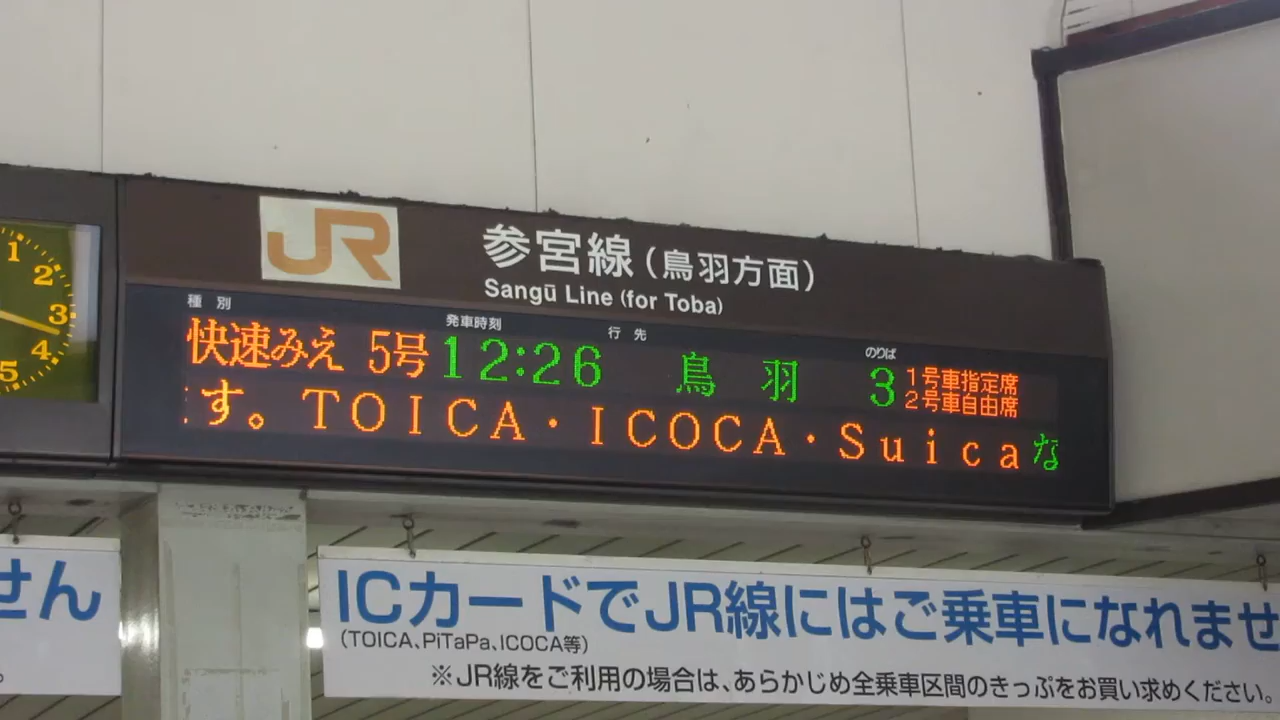 JR
参宮線(鳥羽方面)
Sangū Line (for Toba)
種別 発車時刻 行先 のりば
快速みえ 5号 12:26 鳥羽 3 1号車指定席
2号車自由席
す。TOICA・ICOCA・Suicaな
1
2
3
4
5
せん
。
ICカードでJR線にはご乗車になれませ
(TOICA、PiTaPa、ICOCA等)
※JR線をご利用の場合は、あらかじめ全乗車区間のきっぷをお買い求めください。